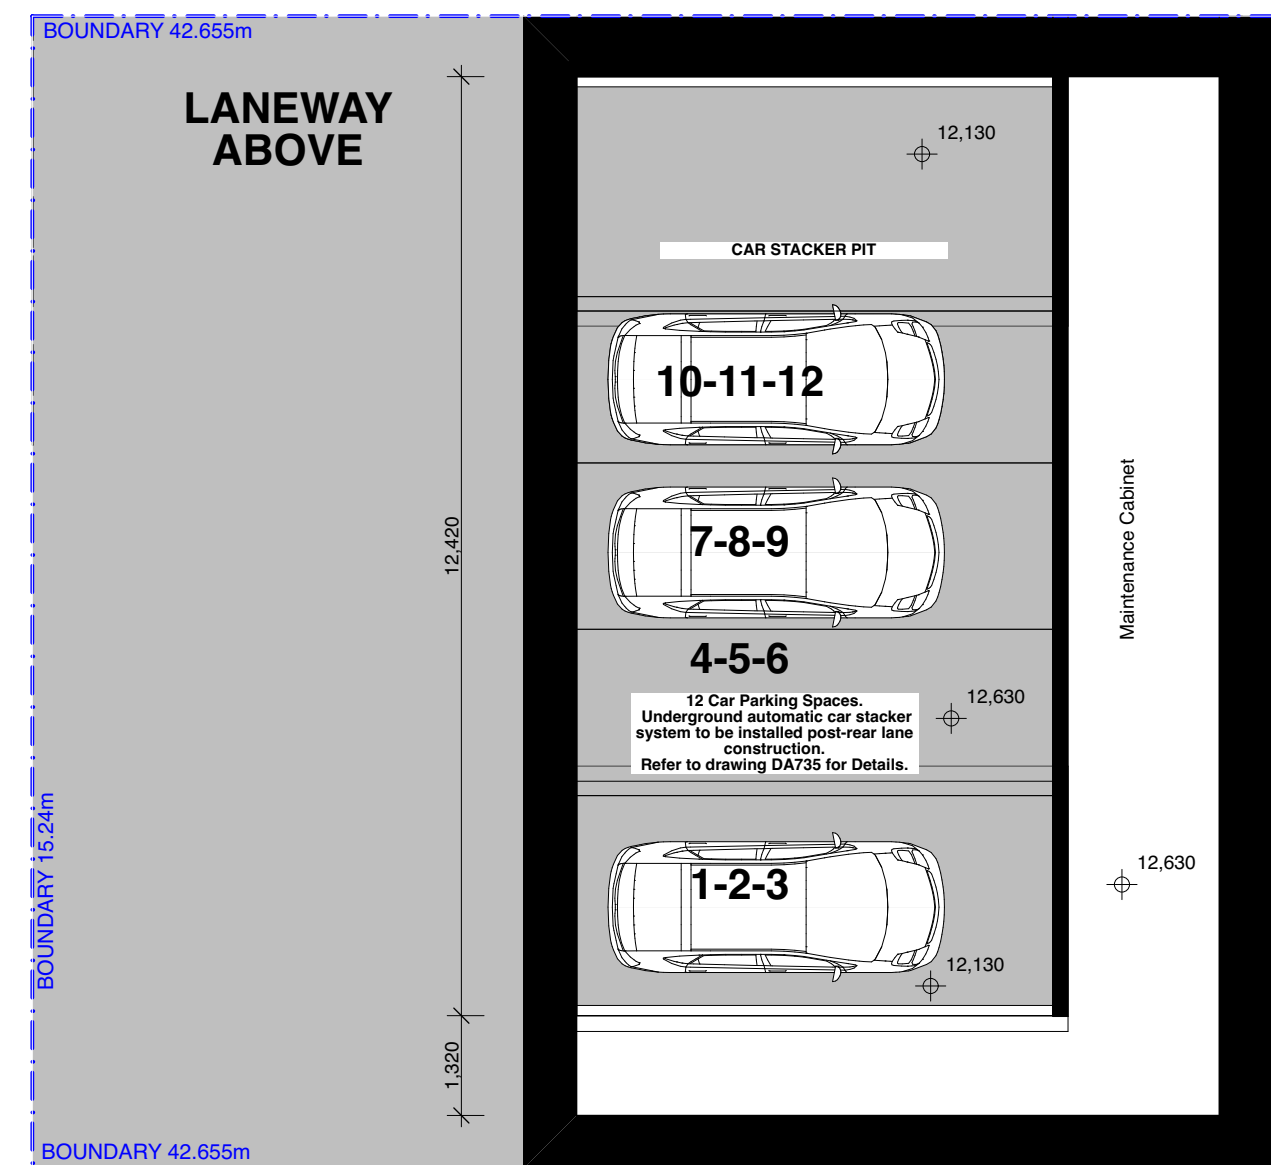 BOUNDARY 42.655m
LANEWAY
ABOVE
12,130
CAR STACKER PIT
10-11-12
12,420
7-8-9
Maintenance Cabinet
4-5-6
12 Car Parking Spaces.
Underground automatic car stacker
system to be installed post-rear lane
construction.
Refer to drawing DA735 for Details.
12,630
BOUNDARY 15.24m
1-2-3
12,630
12,130
1,320
BOUNDARY 42.655m